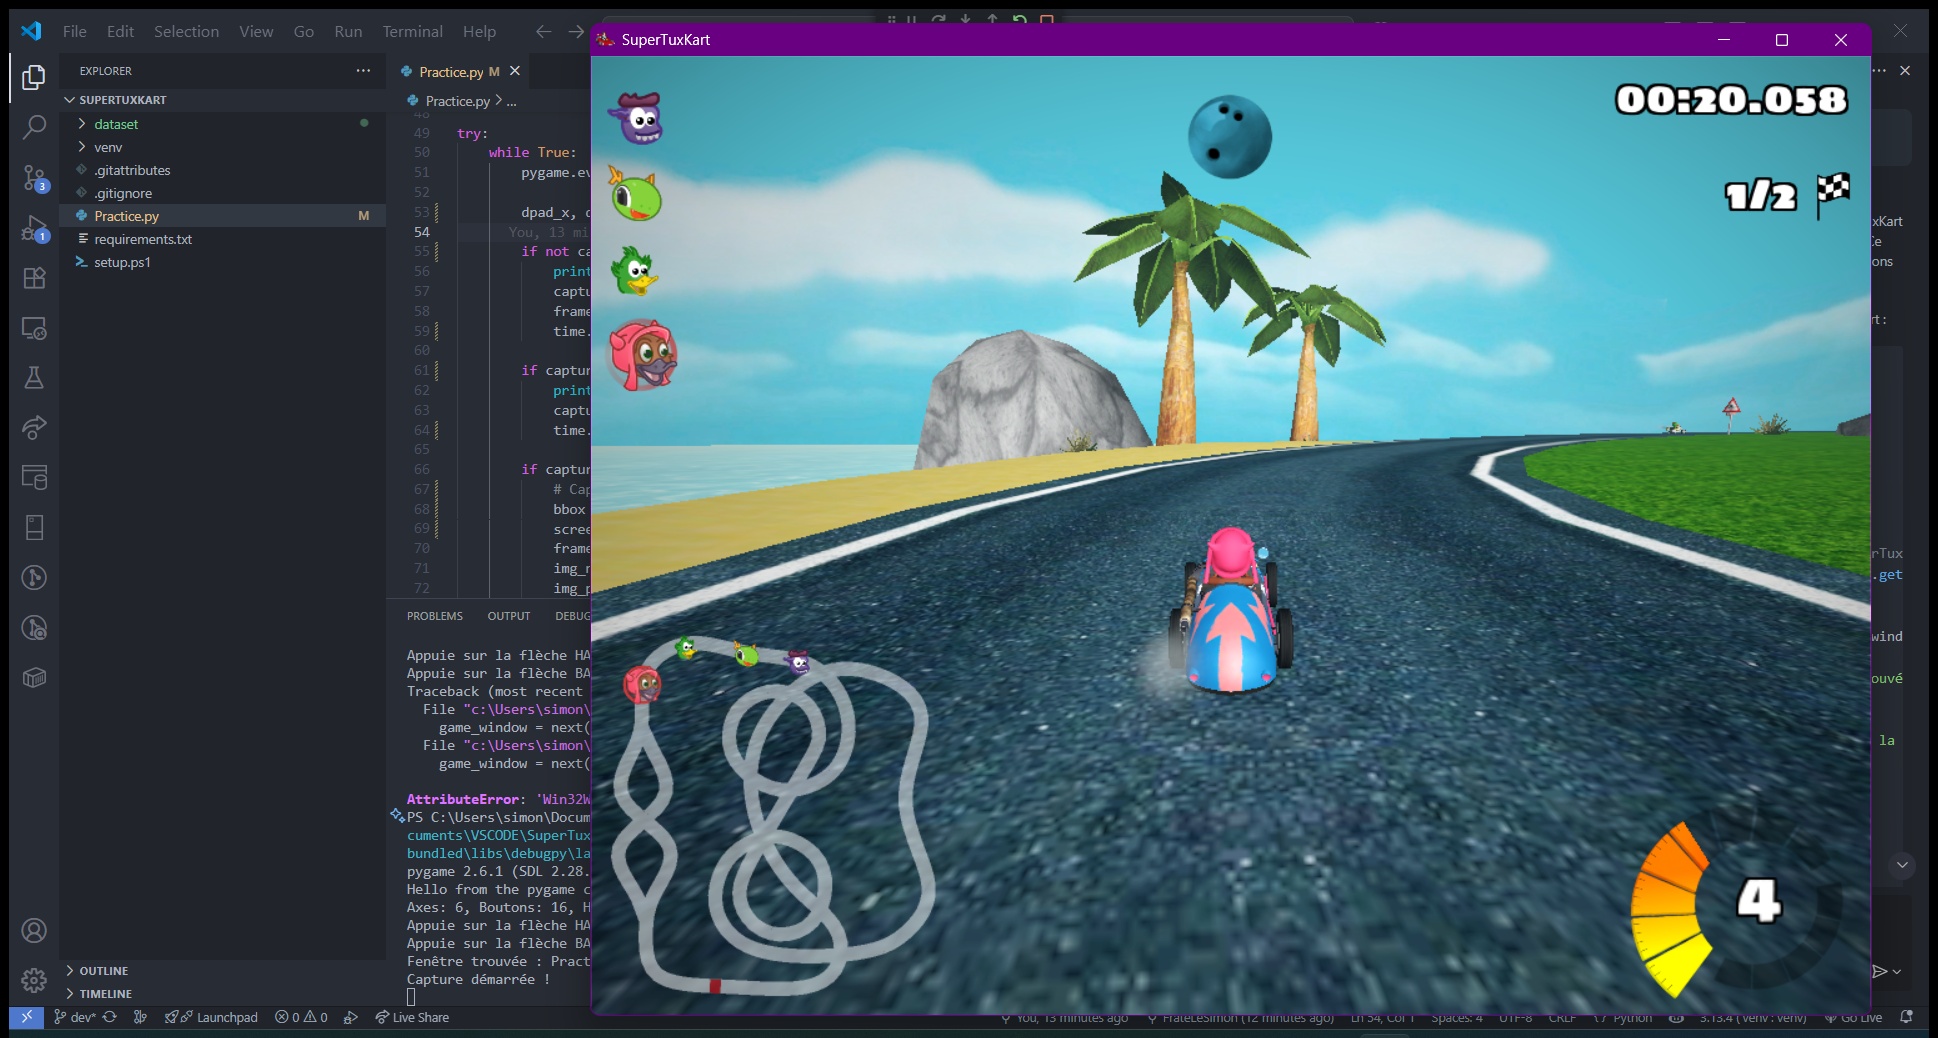 File Edit Selection View Go Run Terminal Help
SuperTuxKart
EXPLORER
SUPERTUXKART
dataset
venv
.gitattributes
.gitignore
Practice.py M
requirements.txt
setup.ps1
OUTLINE
TIMELINE
Practice.py M
Practice.py > ...
48
49 try:
50 while True:
51 pygame.ev
52
53 dpad_x,
54 You, 13 mi
55 if not ca
56 print
57 captu
58 frame
59 time.
60
61 if captur
62 print
63 captu
64 time.
65
66 if captur
67 # Cap
68 bbox
69 scree
70 frame
71 img_r
72 img_p
PROBLEMS OUTPUT DEBUG
Appuie sur la flèche HA
Appuie sur la flèche BA
Traceback (most recent
File "c:\Users\simon\
game_window = next(
File "c:\Users\simon\
game_window = next(
AttributeError: 'Win32W
PS C:\Users\simon\Docum
cuments\VSCODE\SuperTux
bundled\libs\debugpy\la
pygame 2.6.1 (SDL 2.28.
Hello from the pygame c
Axes: 6, Boutons: 16, H
Appuie sur la flèche HA
Appuie sur la flèche BA
Fenêtre trouvée : Pract
Capture démarrée !
00:20.058
1/2
4
xKart
ons
rt:
rTux
.get
wind
ouvé
la
3
1
dev* Launchpad 0 0 Live Share
You, 13 minutes ago FrateLeSimon (12 minutes ago) Ln 54, Col 1 Spaces: 4 UTF-8 CRLF Python 3.13.4 (venv: venv) Go Live